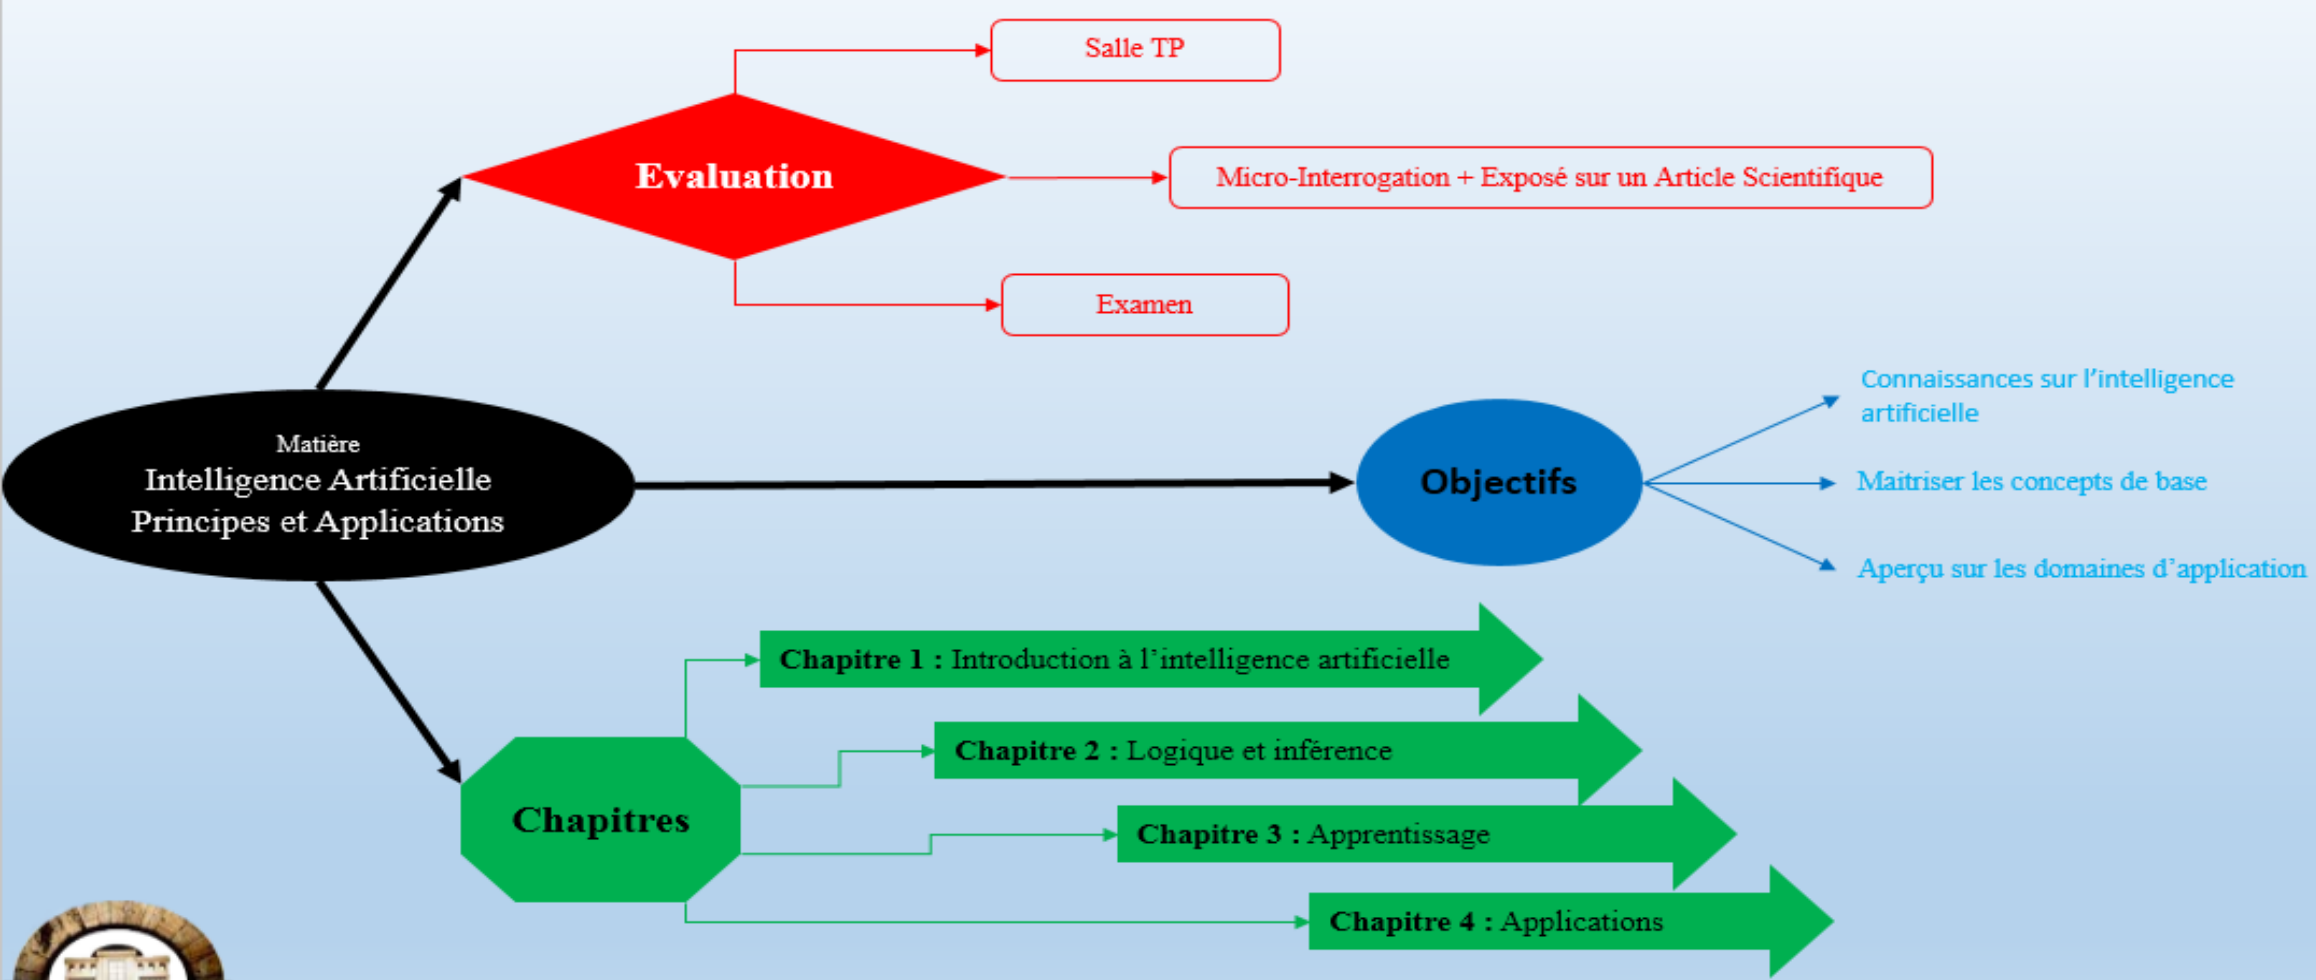 Salle TP
Evaluation
Micro-Interrogation + Exposé sur un Article Scientifique
Examen
Matière
Intelligence Artificielle
Principes et Applications
Objectifs
Connaissances sur l’intelligence
artificielle
Maitriser les concepts de base
Aperçu sur les domaines d’application
Chapitres
Chapitre 1 : Introduction à l’intelligence artificielle
Chapitre 2 : Logique et inférence
Chapitre 3 : Apprentissage
Chapitre 4 : Applications